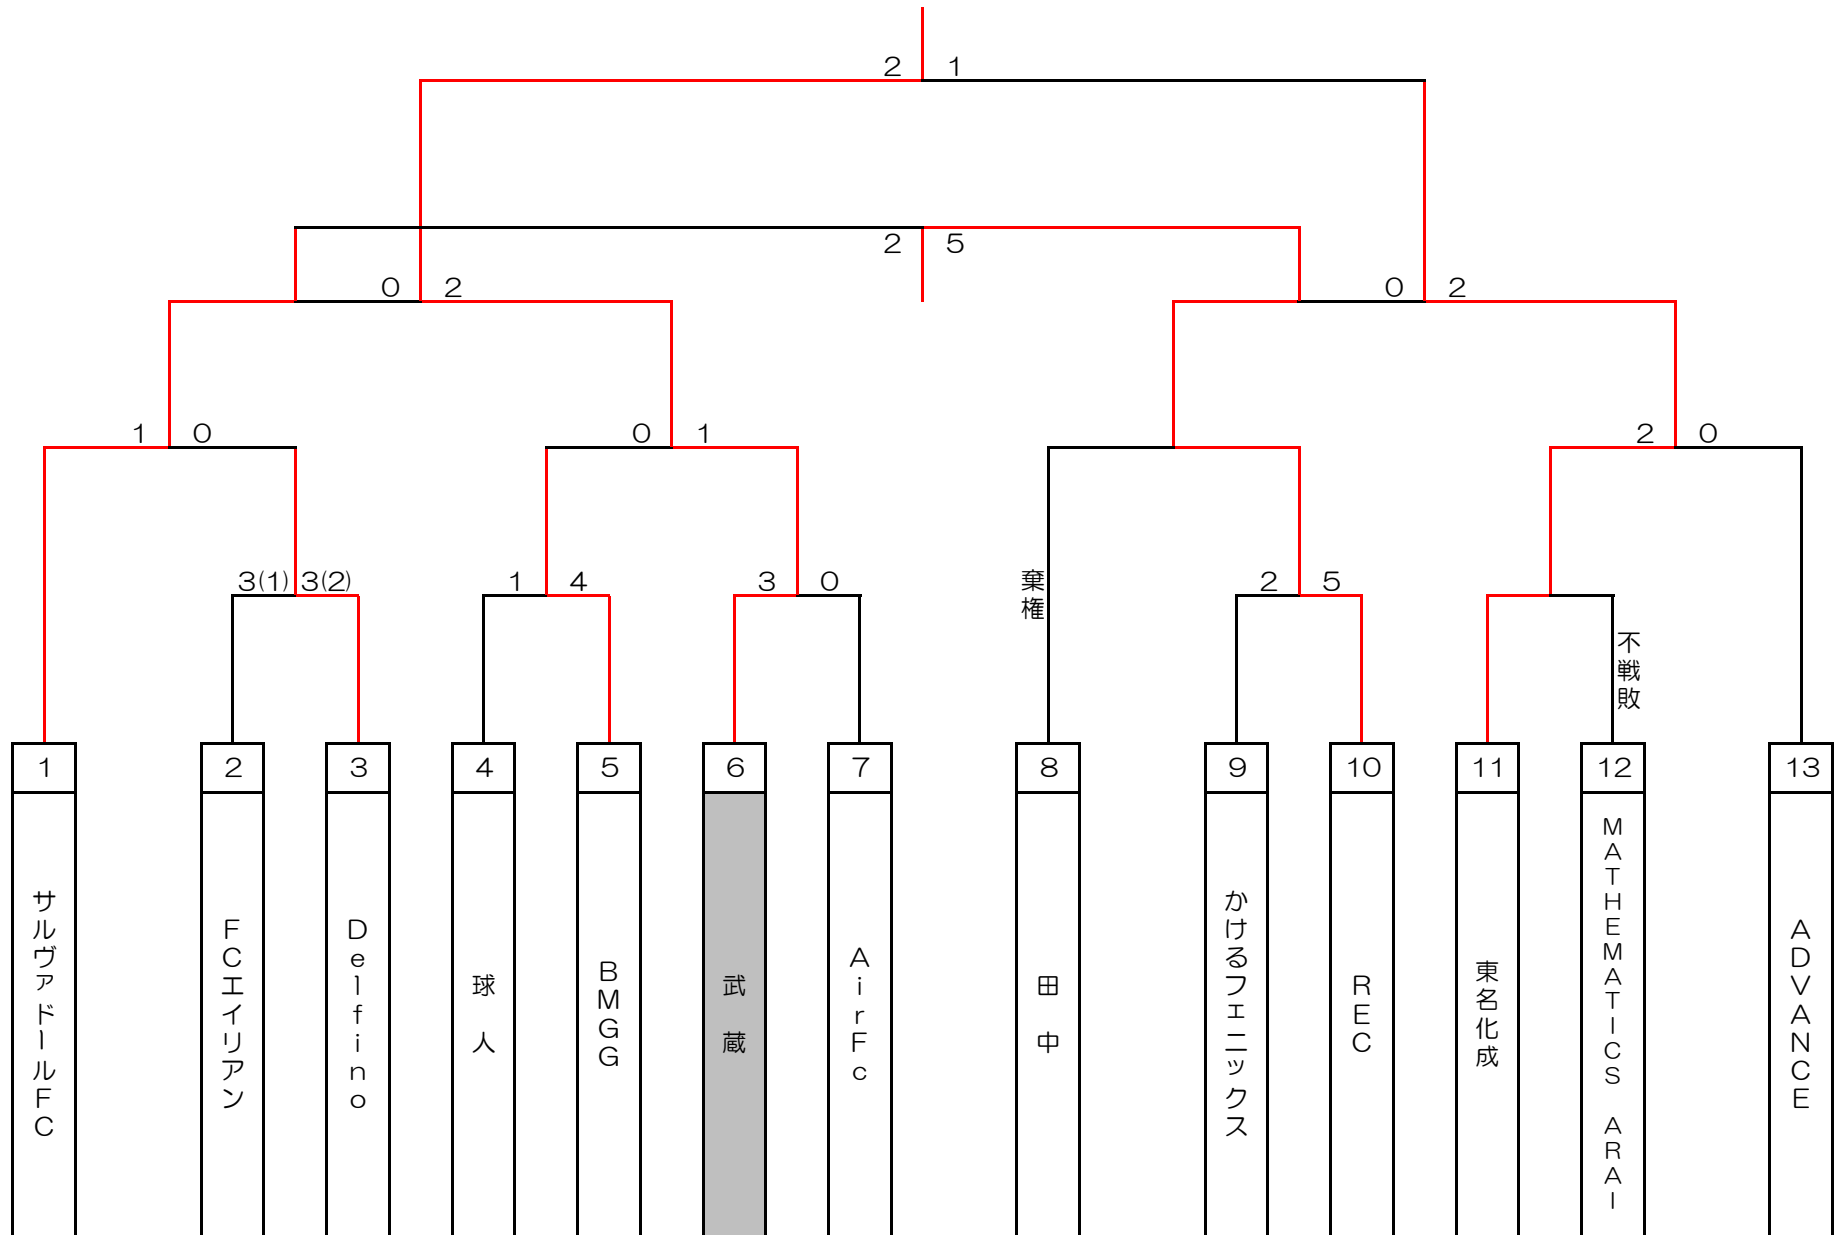 2 1
2 5
0 2
0 2
1 0
0 1
2 0
3(1) 3(2)
1 4
3 0
棄権
2 5
不戦敗
1
2
3
4
5
6
7
8
9
10
11
12
13
サルヴァドールFC
FCエイリアン
Delfino
球人
BMGG
武蔵
AirFc
田中
かけるフェニックス
REC
東名化成
MATHEMATICS ARAI
ADVANCE